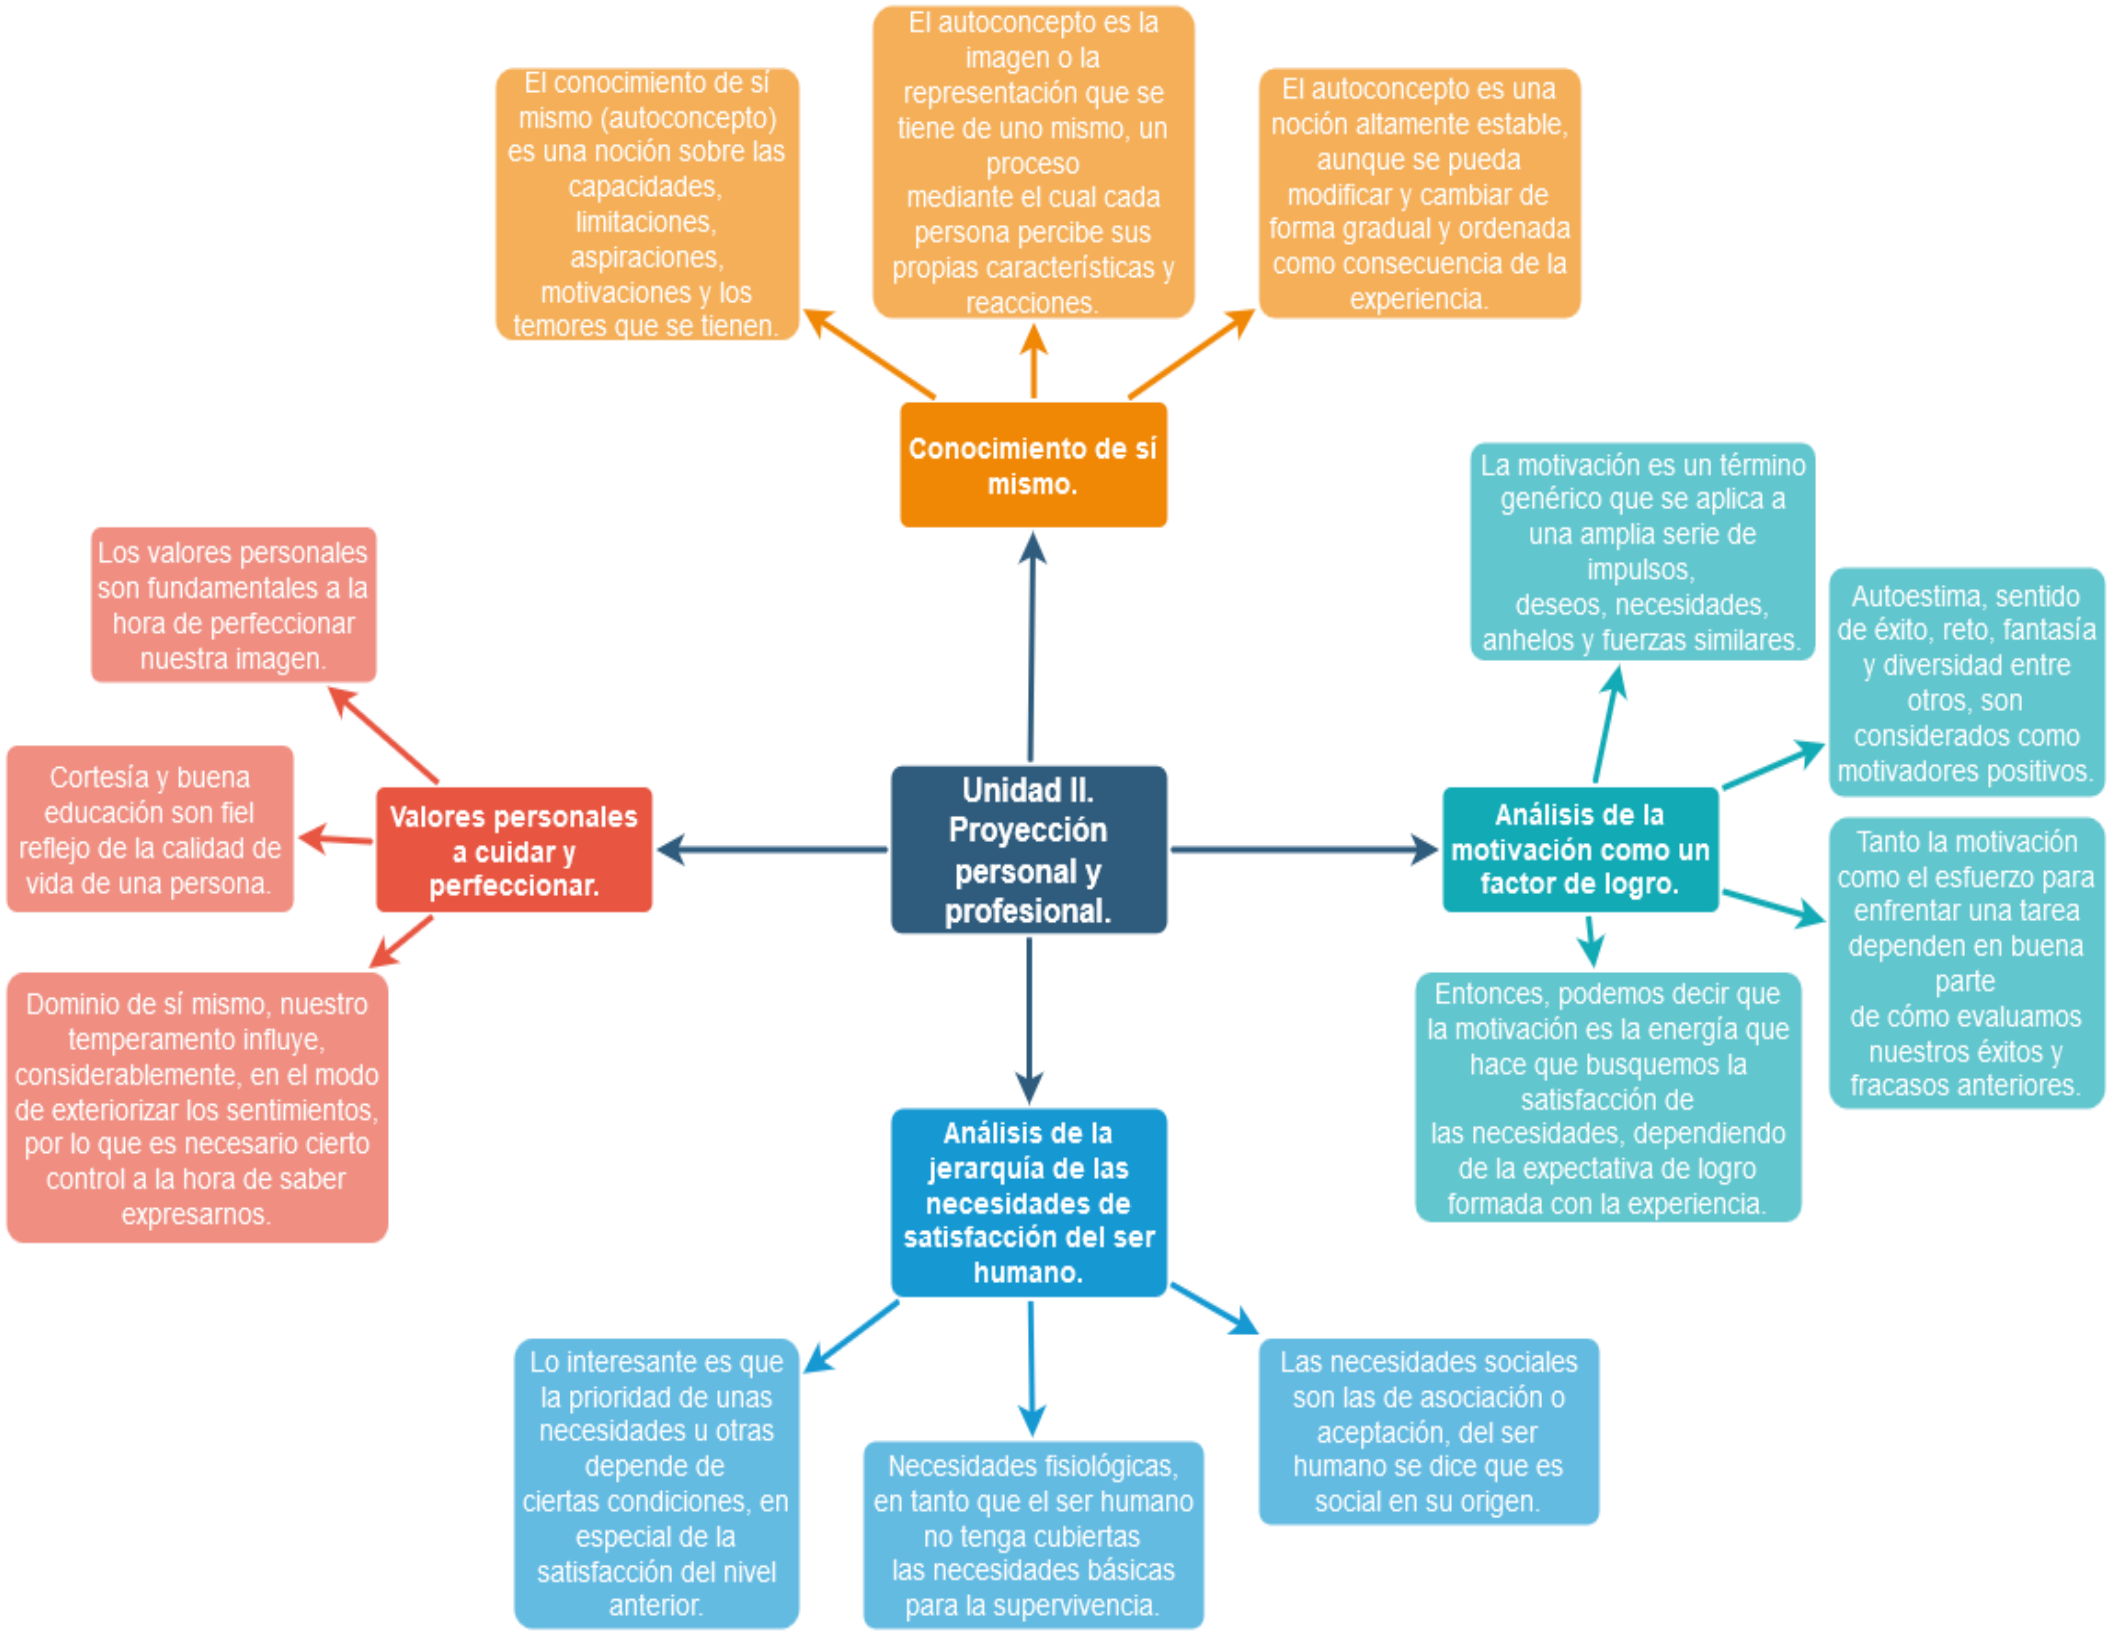 El autoconcepto es la
imagen o la
representación que se
tiene de uno mismo, un
proceso
mediante el cual cada
persona percibe sus
propias características y
reacciones.
El conocimiento de sí
mismo (autoconcepto)
es una noción sobre las
capacidades,
limitaciones,
aspiraciones,
motivaciones y los
temores que se tienen.
El autoconcepto es una
noción altamente estable,
aunque se pueda
modificar y cambiar de
forma gradual y ordenada
como consecuencia de la
experiencia.
Conocimiento de sí
mismo.
La motivación es un término
genérico que se aplica a
una amplia serie de
impulsos,
deseos, necesidades,
anhelos y fuerzas similares.
Los valores personales
son fundamentales a la
hora de perfeccionar
nuestra imagen.
Autoestima, sentido
de éxito, reto, fantasía
y diversidad entre
otros, son
considerados como
motivadores positivos.
Cortesía y buena
educación son fiel
reflejo de la calidad de
vida de una persona.
Valores personales
a cuidar y
perfeccionar.
Unidad II.
Proyección
personal y
profesional.
Análisis de la
motivación como un
factor de logro.
Tanto la motivación
como el esfuerzo para
enfrentar una tarea
dependen en buena
parte
de cómo evaluamos
nuestros éxitos y
fracasos anteriores.
Dominio de sí mismo, nuestro
temperamento influye,
considerablemente, en el modo
de exteriorizar los sentimientos,
por lo que es necesario cierto
control a la hora de saber
expresarnos.
Entonces, podemos decir que
la motivación es la energía que
hace que busquemos la
satisfacción de
las necesidades, dependiendo
de la expectativa de logro
formada con la experiencia.
Análisis de la
jerarquía de las
necesidades de
satisfacción del ser
humano.
Lo interesante es que
la prioridad de unas
necesidades u otras
depende de
ciertas condiciones, en
especial de la
satisfacción del nivel
anterior.
Necesidades fisiológicas,
en tanto que el ser humano
no tenga cubiertas
las necesidades básicas
para la supervivencia.
Las necesidades sociales
son las de asociación o
aceptación, del ser
humano se dice que es
social en su origen.